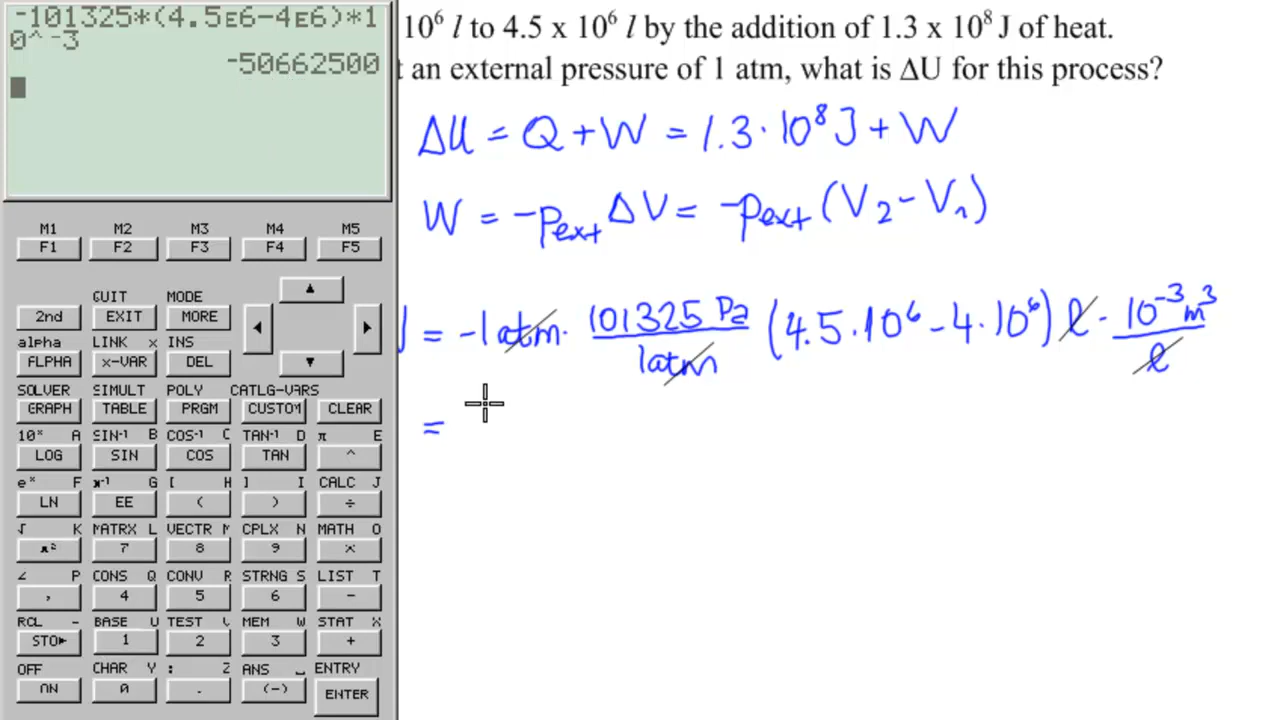 -101325*(4.5E6-4E6)*1
0^-3
-50662500
10⁶ l to 4.5 x 10⁶ l by the addition of 1.3 x 10⁸ J of heat.
t an external pressure of 1 atm, what is ΔU for this process?
ΔU = Q + W = 1.3 · 10⁸ J + W
W = -p_ext ΔV = -p_ext (V₂ - V₁)
= -1 atm · 101325 Pa / 1 atm (4.5 · 10⁶ - 4 · 10⁶) l · 10⁻³ m³ / l
=
M1 M2 M3 M4 M5
F1 F2 F3 F4 F5
QUIT MODE
2nd EXIT MORE
alpha LINK x INS
ALPHA x-VAR DEL
SOLVER SIMULT POLY CATLG-VARS
GRAPH TABLE PRGM CUSTOM CLEAR
10ˣ A SIN⁻¹ B COS⁻¹ C TAN⁻¹ D π E
LOG SIN COS TAN ^
eˣ F x⁻¹ G [ H ] I CALC J
LN EE ( ) ÷
√ K MATRX L VECTR M CPLX N MATH O
x² 7 8 9 ×
∠ P CONS Q CONV R STRNG S LIST T
, 4 5 6 -
RCL = BASE U TEST V MEM W STAT X
STO► 1 2 3 +
OFF CHAR Y : Z ANS ␣ ENTRY
ON 0 . (-) ENTER